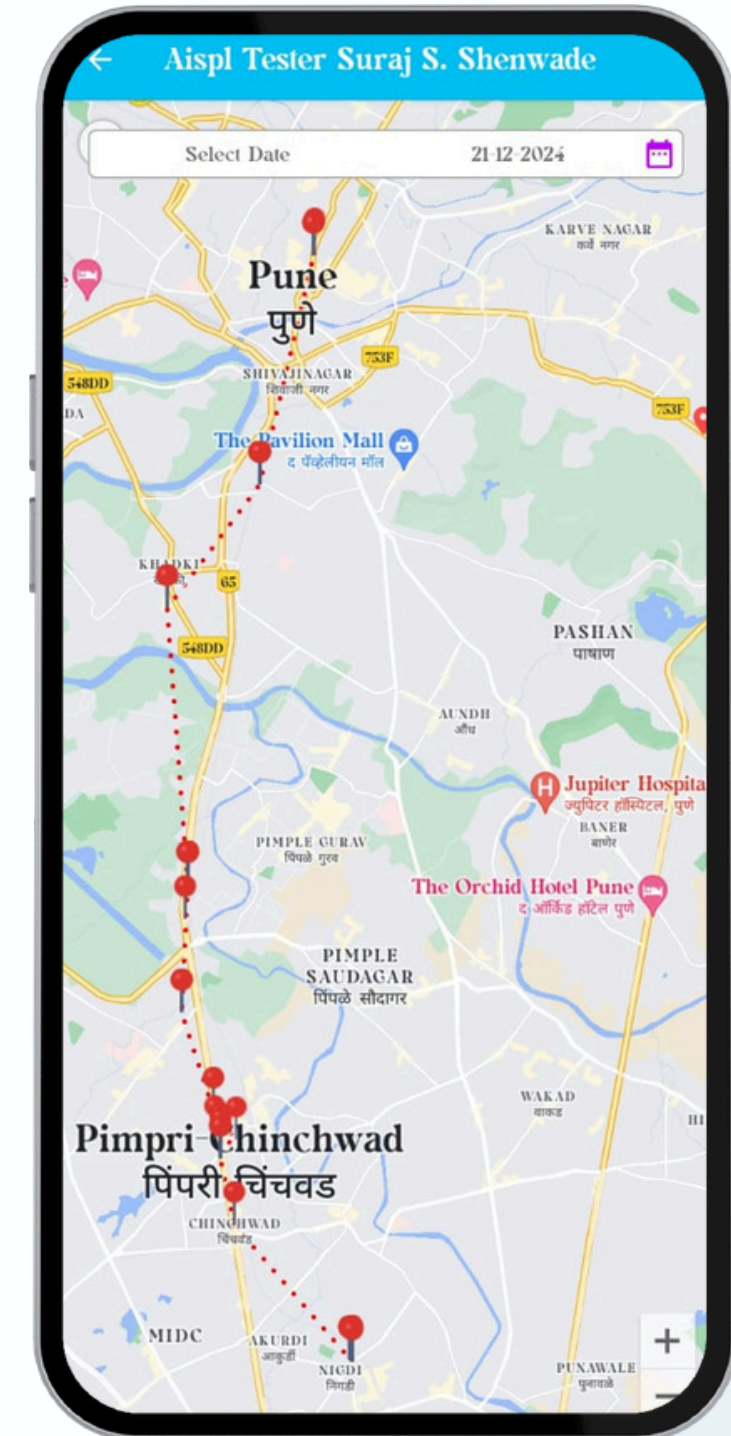 Aispl Tester Suraj S. Shenwade
Select Date
21-12-2024
KARVE NAGAR
कर्वे नगर
Pune
पुणे
753F
SHIVAJINAGAR
शिवाजी नगर
548DD
DA
753F
The Pavilion Mall
द पॅव्हेलीयन मॉल
KHADKI
65
548DD
PASHAN
पाषाण
AUNDH
औंध
Jupiter Hospita
ज्युपिटर हॉस्पिटल, पुणे
BANER
बाणेर
PIMPLE GURAV
पिंपळे गुरव
The Orchid Hotel Pune
द ऑर्किड हॉटेल पुणे
PIMPLE
SAUDAGAR
पिंपळे सौदागर
WAKAD
वाकड
HI
Pimpri-Chinchwad
पिंपरी चिंचवड
CHINCHWAD
चिंचवड
MIDC
AKURDI
आकुर्डी
NIGDI
निगडी
PUNAWALE
पुनावळे
+
−